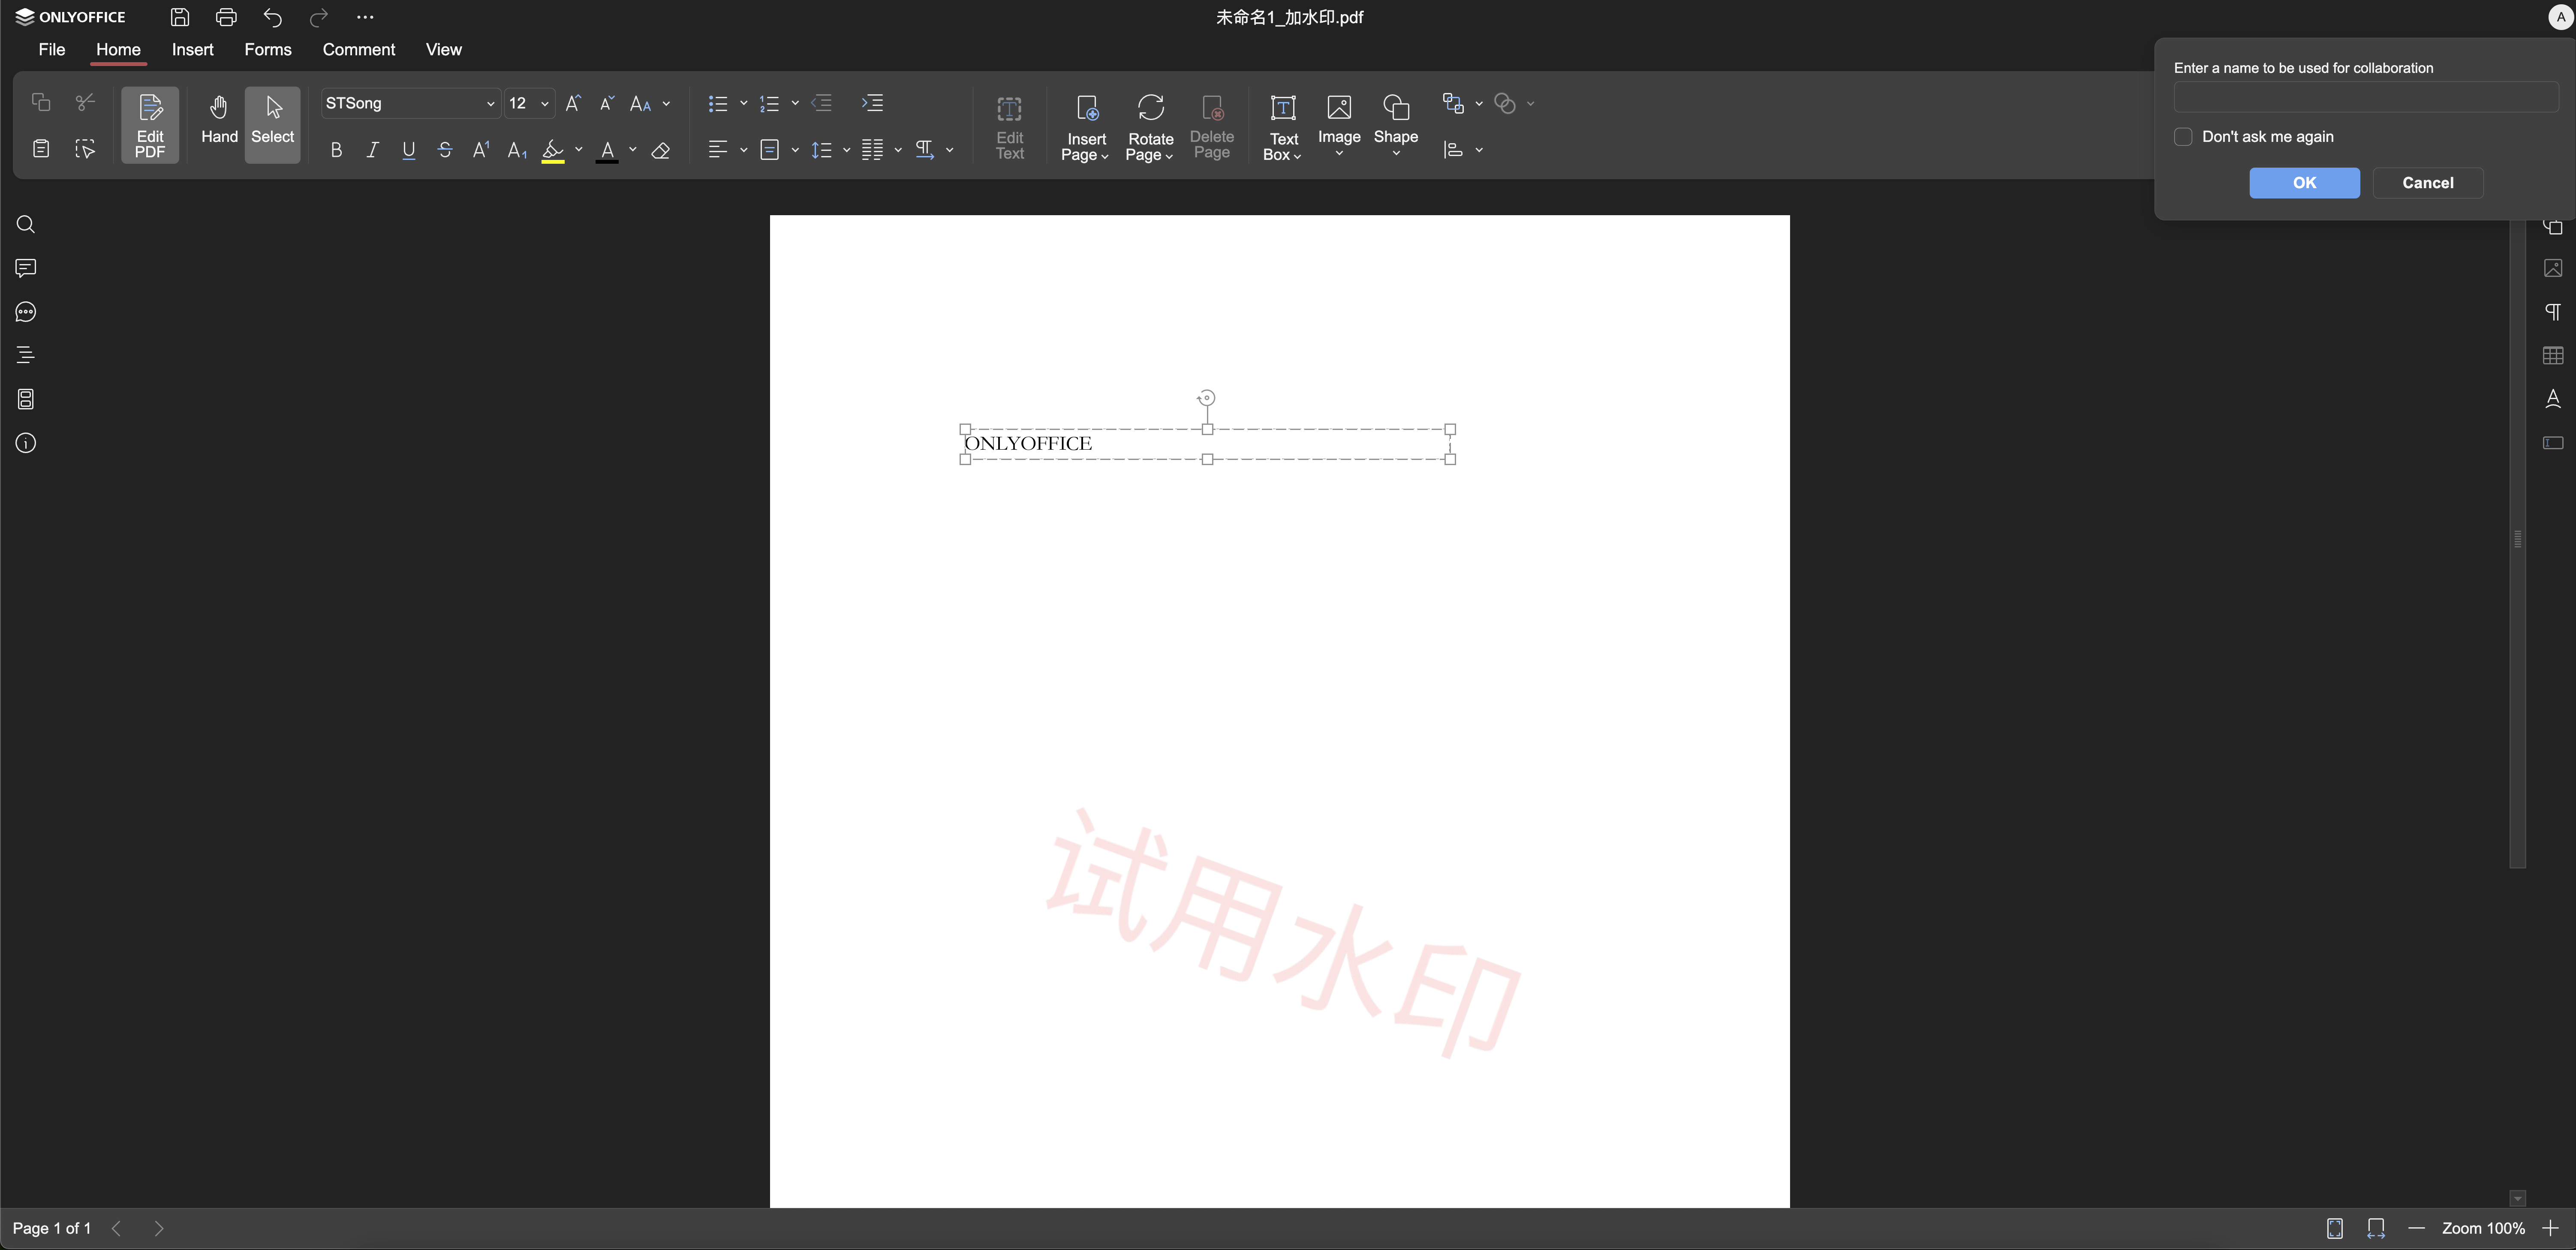 ONLYOFFICE
未命名1_加水印.pdf
A
File Home Insert Forms Comment View
Enter a name to be used for collaboration
Don't ask me again
OK Cancel
Edit PDF
Hand
Select
STSong
12
Edit Text
Insert Page
Rotate Page
Delete Page
Text Box
Image
Shape
ONLYOFFICE
试用水印
Page 1 of 1
Zoom 100%